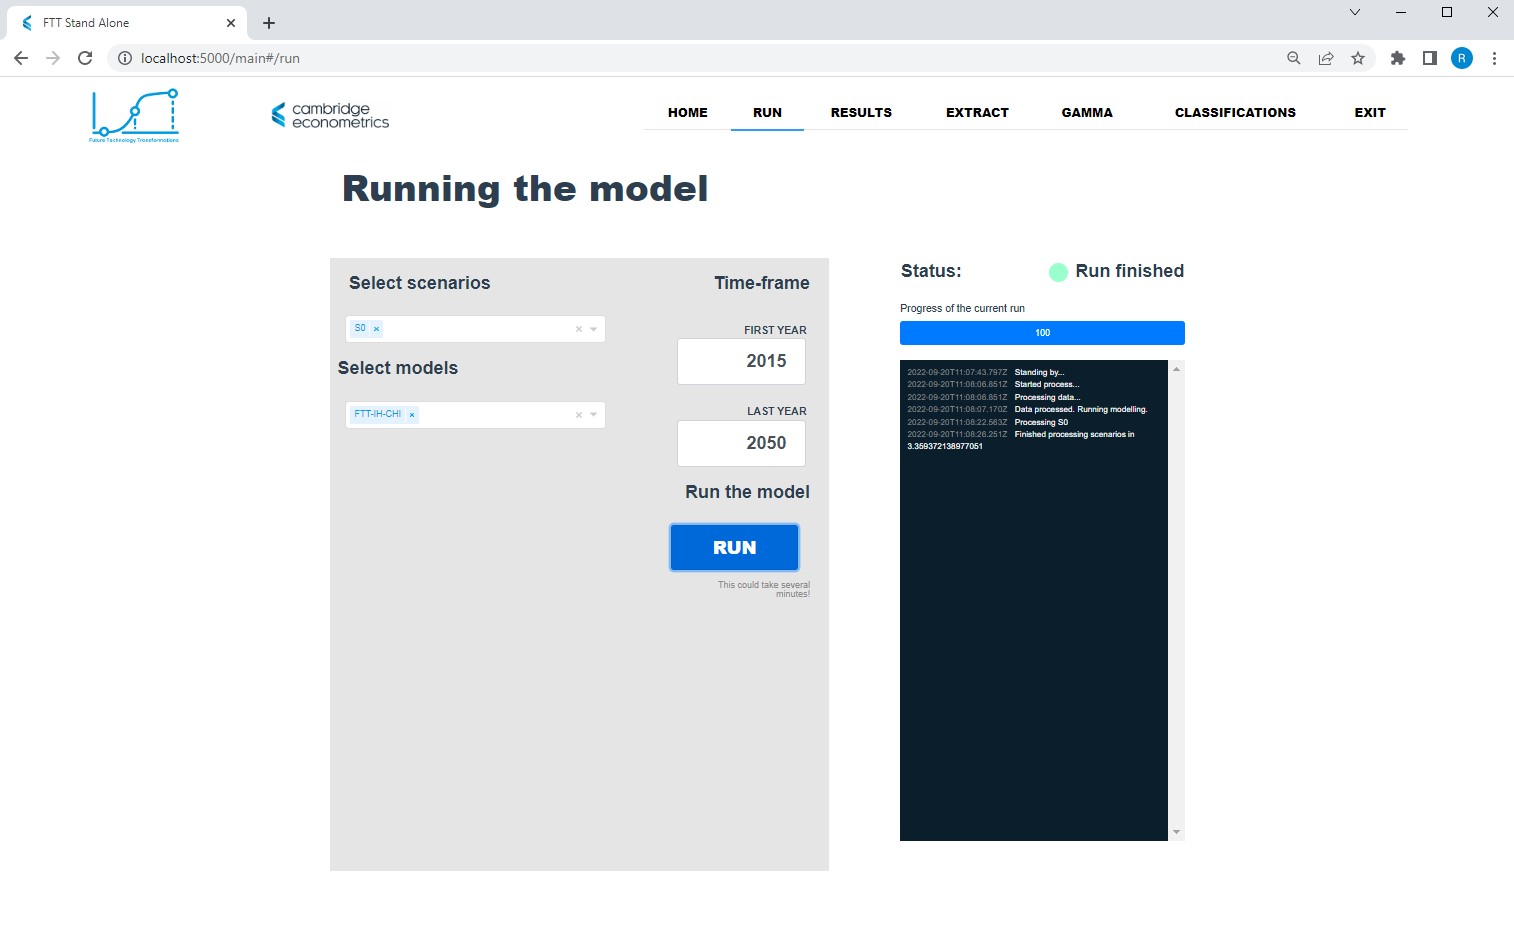 FTT Stand Alone
localhost:5000/main#/run
R
Future Technology Transformations
cambridge
econometrics
HOME
RUN
RESULTS
EXTRACT
GAMMA
CLASSIFICATIONS
EXIT
Running the model
Select scenarios
S0
Select models
FTT-IH-CHI
Time-frame
FIRST YEAR
2015
LAST YEAR
2050
Run the model
RUN
This could take several
minutes!
Status:
Run finished
Progress of the current run
100
2022-09-20T11:07:43.797Z Standing by...
2022-09-20T11:08:06.851Z Started process...
2022-09-20T11:08:06.851Z Processing data...
2022-09-20T11:08:07.170Z Data processed. Running modelling.
2022-09-20T11:08:22.563Z Processing S0
2022-09-20T11:08:26.251Z Finished processing scenarios in
3.359372138977051